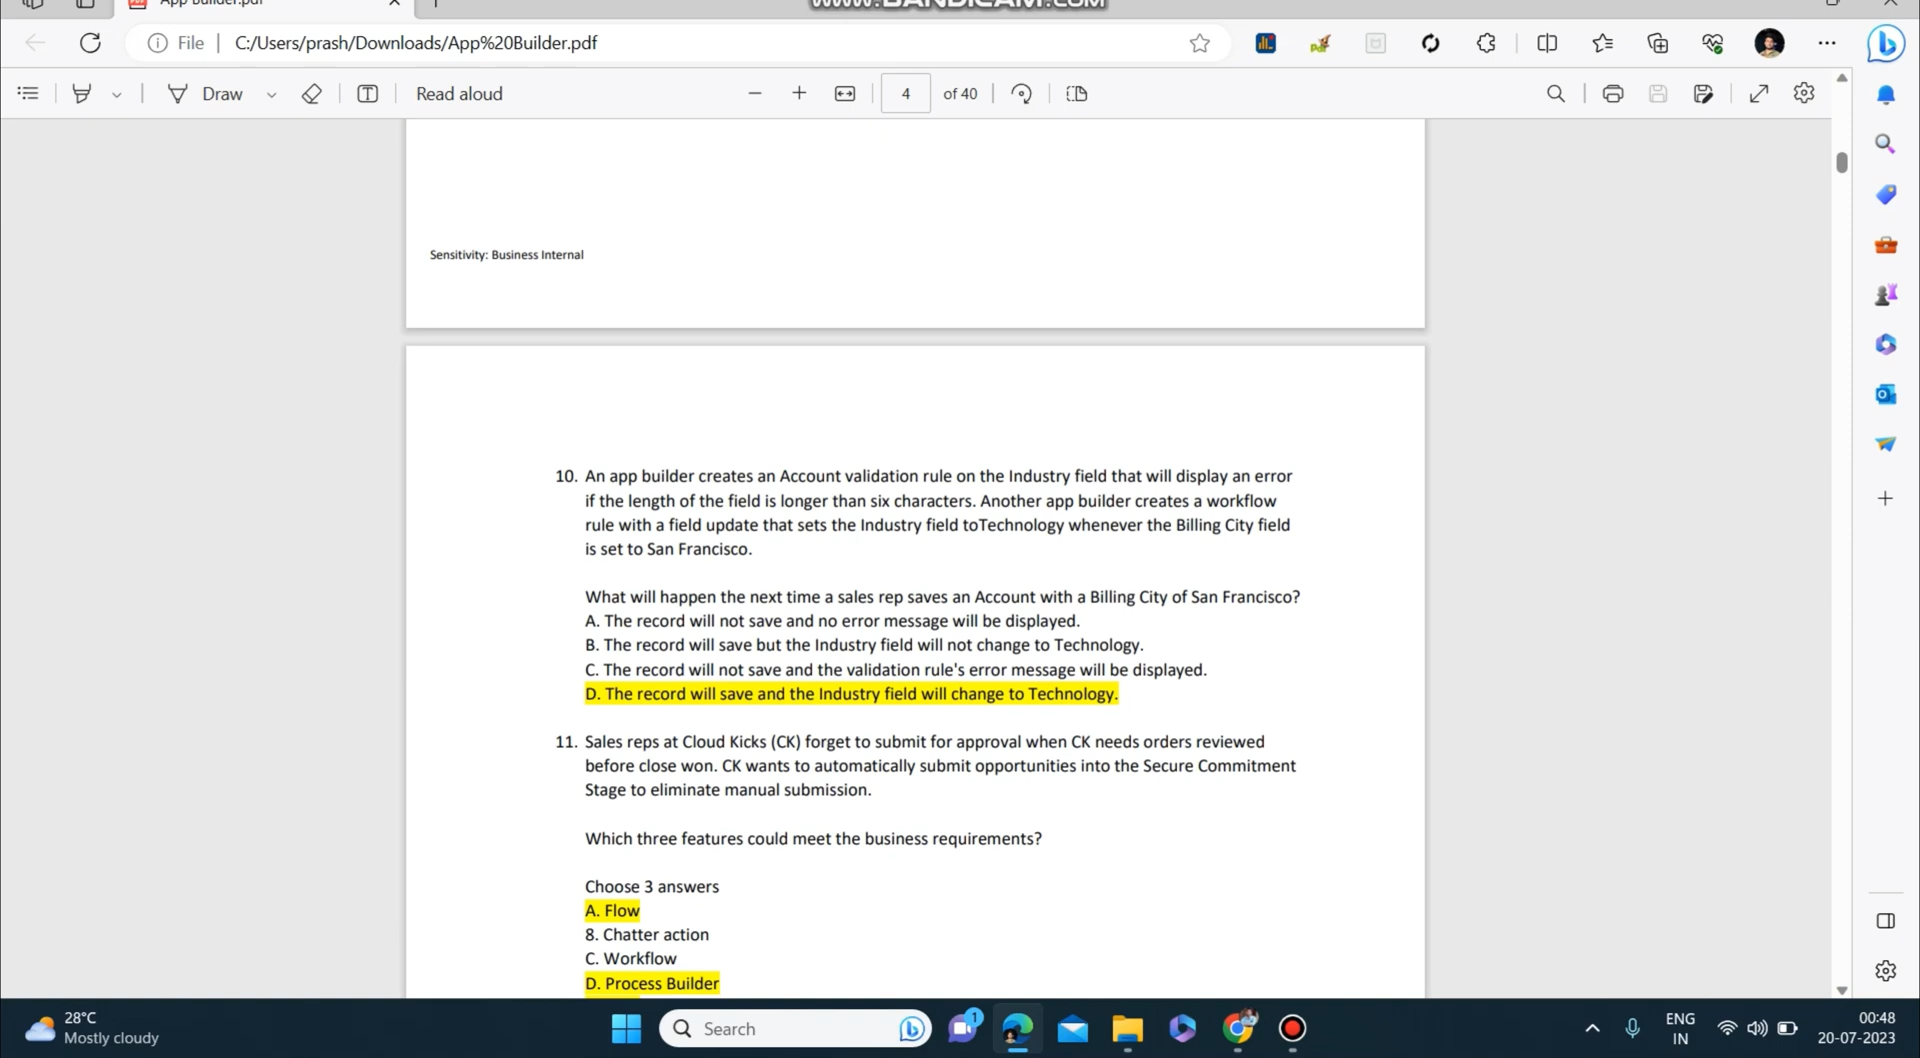 App Builder.pdf
www.BANDICAM.com
File
C:/Users/prash/Downloads/App%20Builder.pdf
Draw
Read aloud
4 of 40
Sensitivity: Business Internal
10. An app builder creates an Account validation rule on the Industry field that will display an error
if the length of the field is longer than six characters. Another app builder creates a workflow
rule with a field update that sets the Industry field toTechnology whenever the Billing City field
is set to San Francisco.
What will happen the next time a sales rep saves an Account with a Billing City of San Francisco?
A. The record will not save and no error message will be displayed.
B. The record will save but the Industry field will not change to Technology.
C. The record will not save and the validation rule's error message will be displayed.
D. The record will save and the Industry field will change to Technology.
11. Sales reps at Cloud Kicks (CK) forget to submit for approval when CK needs orders reviewed
before close won. CK wants to automatically submit opportunities into the Secure Commitment
Stage to eliminate manual submission.
Which three features could meet the business requirements?
Choose 3 answers
A. Flow
8. Chatter action
C. Workflow
D. Process Builder
28°C
Mostly cloudy
Search
1
ENG
IN
00:48
20-07-2023